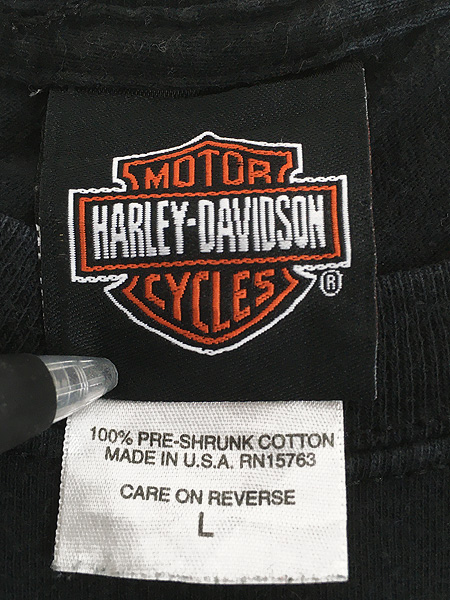 MOTOR
HARLEY-DAVIDSON
CYCLES
®
100% PRE-SHRUNK COTTON
MADE IN U.S.A. RN15763
CARE ON REVERSE
L